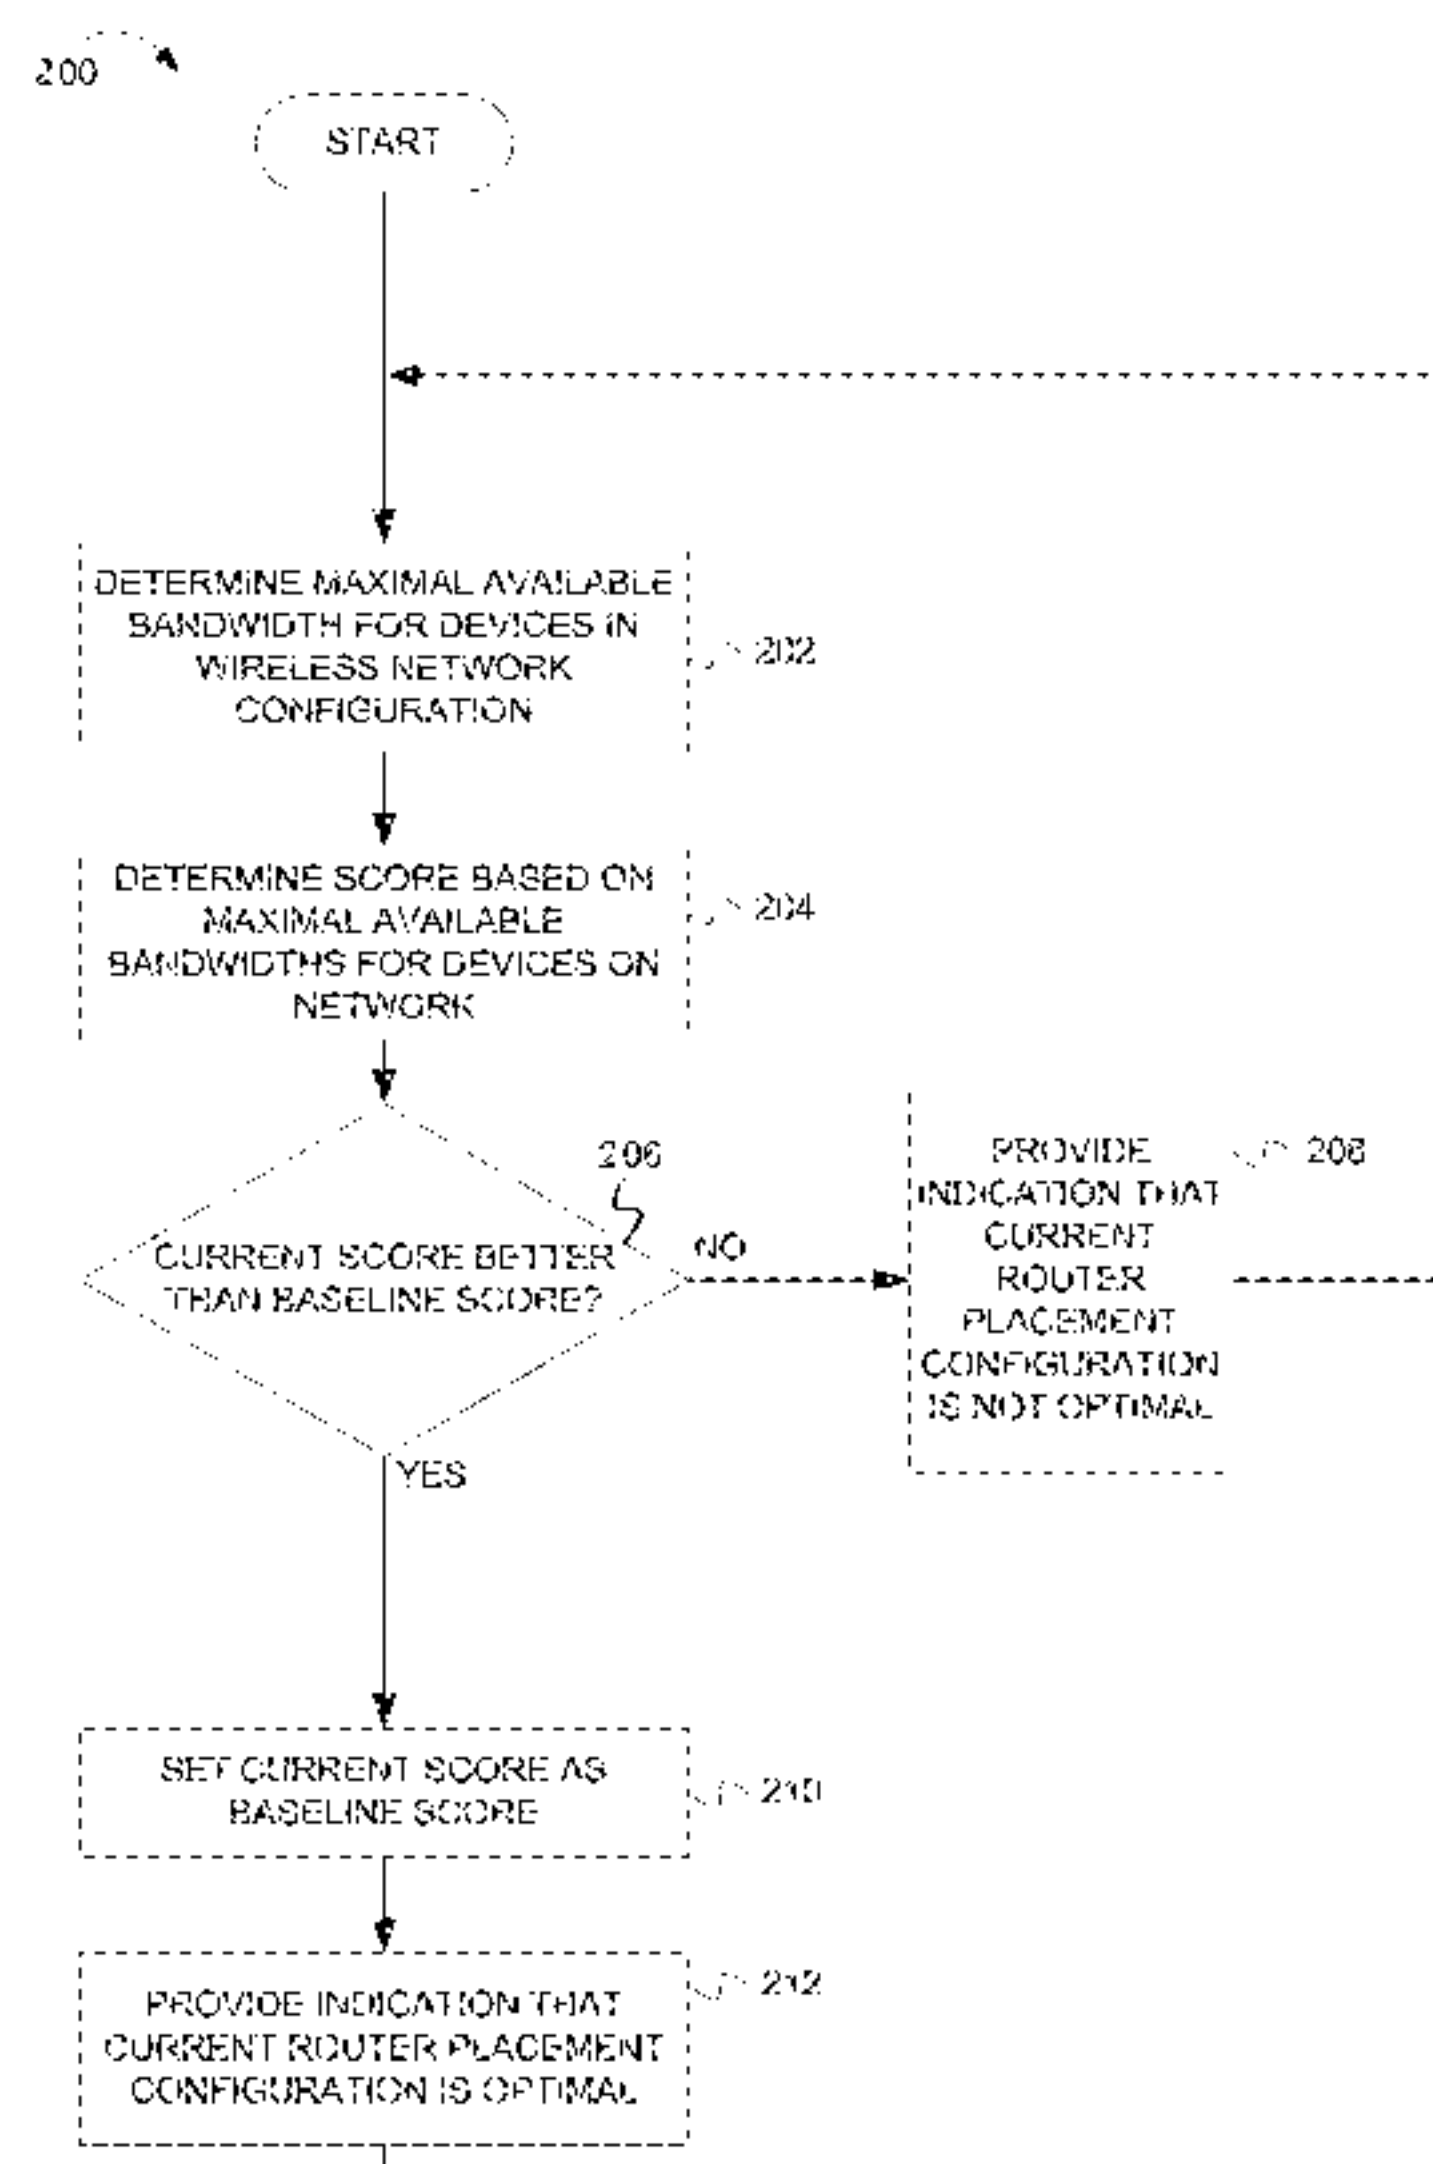 200
START
DETERMINE MAXIMAL AVAILABLE
BANDWIDTH FOR DEVICES IN
WIRELESS NETWORK
CONFIGURATION
202
DETERMINE SCORE BASED ON
MAXIMAL AVAILABLE
BANDWIDTHS FOR DEVICES ON
NETWORK
204
206
CURRENT SCORE BETTER
THAN BASELINE SCORE?
NO
PROVIDE
INDICATION THAT
CURRENT
ROUTER
PLACEMENT
CONFIGURATION
IS NOT OPTIMAL
208
YES
SET CURRENT SCORE AS
BASELINE SCORE
210
PROVIDE INDICATION THAT
CURRENT ROUTER PLACEMENT
CONFIGURATION IS OPTIMAL
212